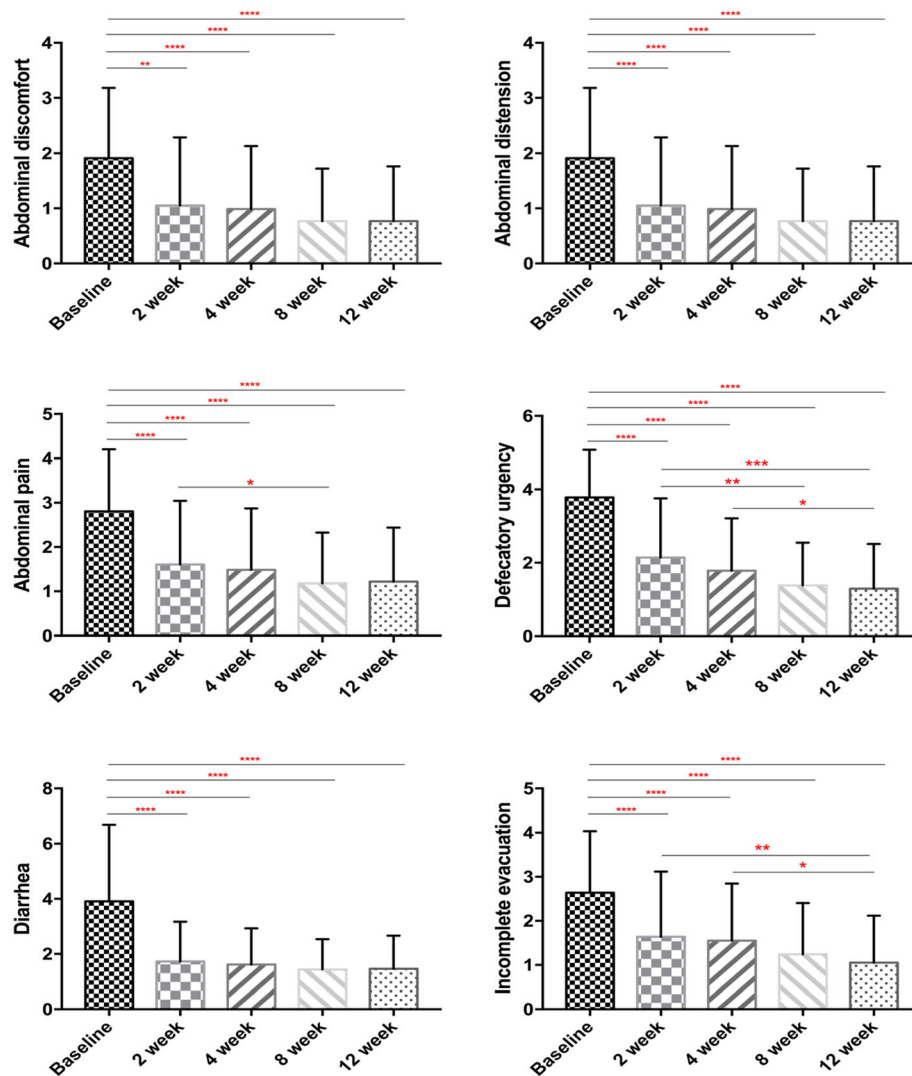 ****
****
****
**
Abdominal discomfort
4
3
2
1
0
Baseline
2 week
4 week
8 week
12 week
****
****
****
****
Abdominal distension
4
3
2
1
0
Baseline
2 week
4 week
8 week
12 week
****
****
****
****
*
Abdominal pain
5
4
3
2
1
0
Baseline
2 week
4 week
8 week
12 week
****
****
****
****
***
**
*
Defecatory urgency
6
4
2
0
Baseline
2 week
4 week
8 week
12 week
****
****
****
****
Diarrhea
8
6
4
2
0
Baseline
2 week
4 week
8 week
12 week
****
****
****
****
**
*
Incomplete evacuation
5
4
3
2
1
0
Baseline
2 week
4 week
8 week
12 week